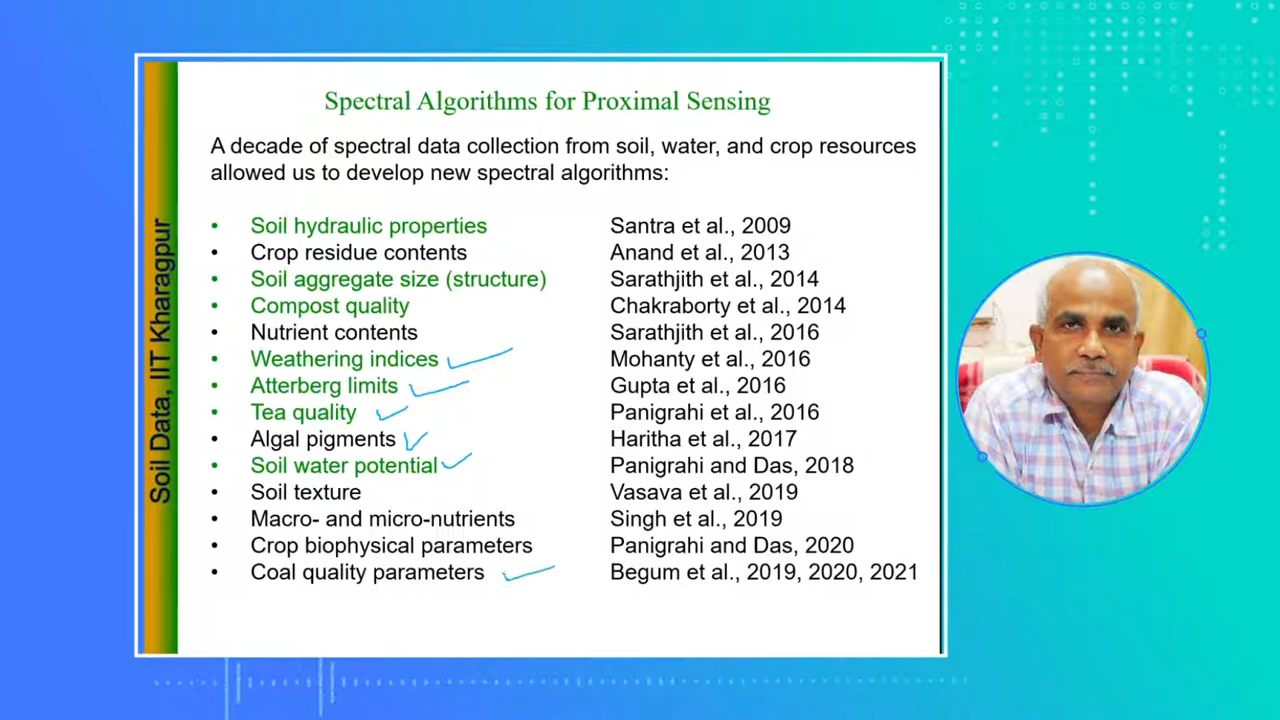 Spectral Algorithms for Proximal Sensing
A decade of spectral data collection from soil, water, and crop resources
allowed us to develop new spectral algorithms:
• Soil hydraulic properties Santra et al., 2009
• Crop residue contents Anand et al., 2013
• Soil aggregate size (structure) Sarathjith et al., 2014
• Compost quality Chakraborty et al., 2014
• Nutrient contents Sarathjith et al., 2016
• Weathering indices Mohanty et al., 2016
• Atterberg limits Gupta et al., 2016
• Tea quality Panigrahi et al., 2016
• Algal pigments Haritha et al., 2017
• Soil water potential Panigrahi and Das, 2018
• Soil texture Vasava et al., 2019
• Macro- and micro-nutrients Singh et al., 2019
• Crop biophysical parameters Panigrahi and Das, 2020
• Coal quality parameters Begum et al., 2019, 2020, 2021
Soil Data, IIT Kharagpur